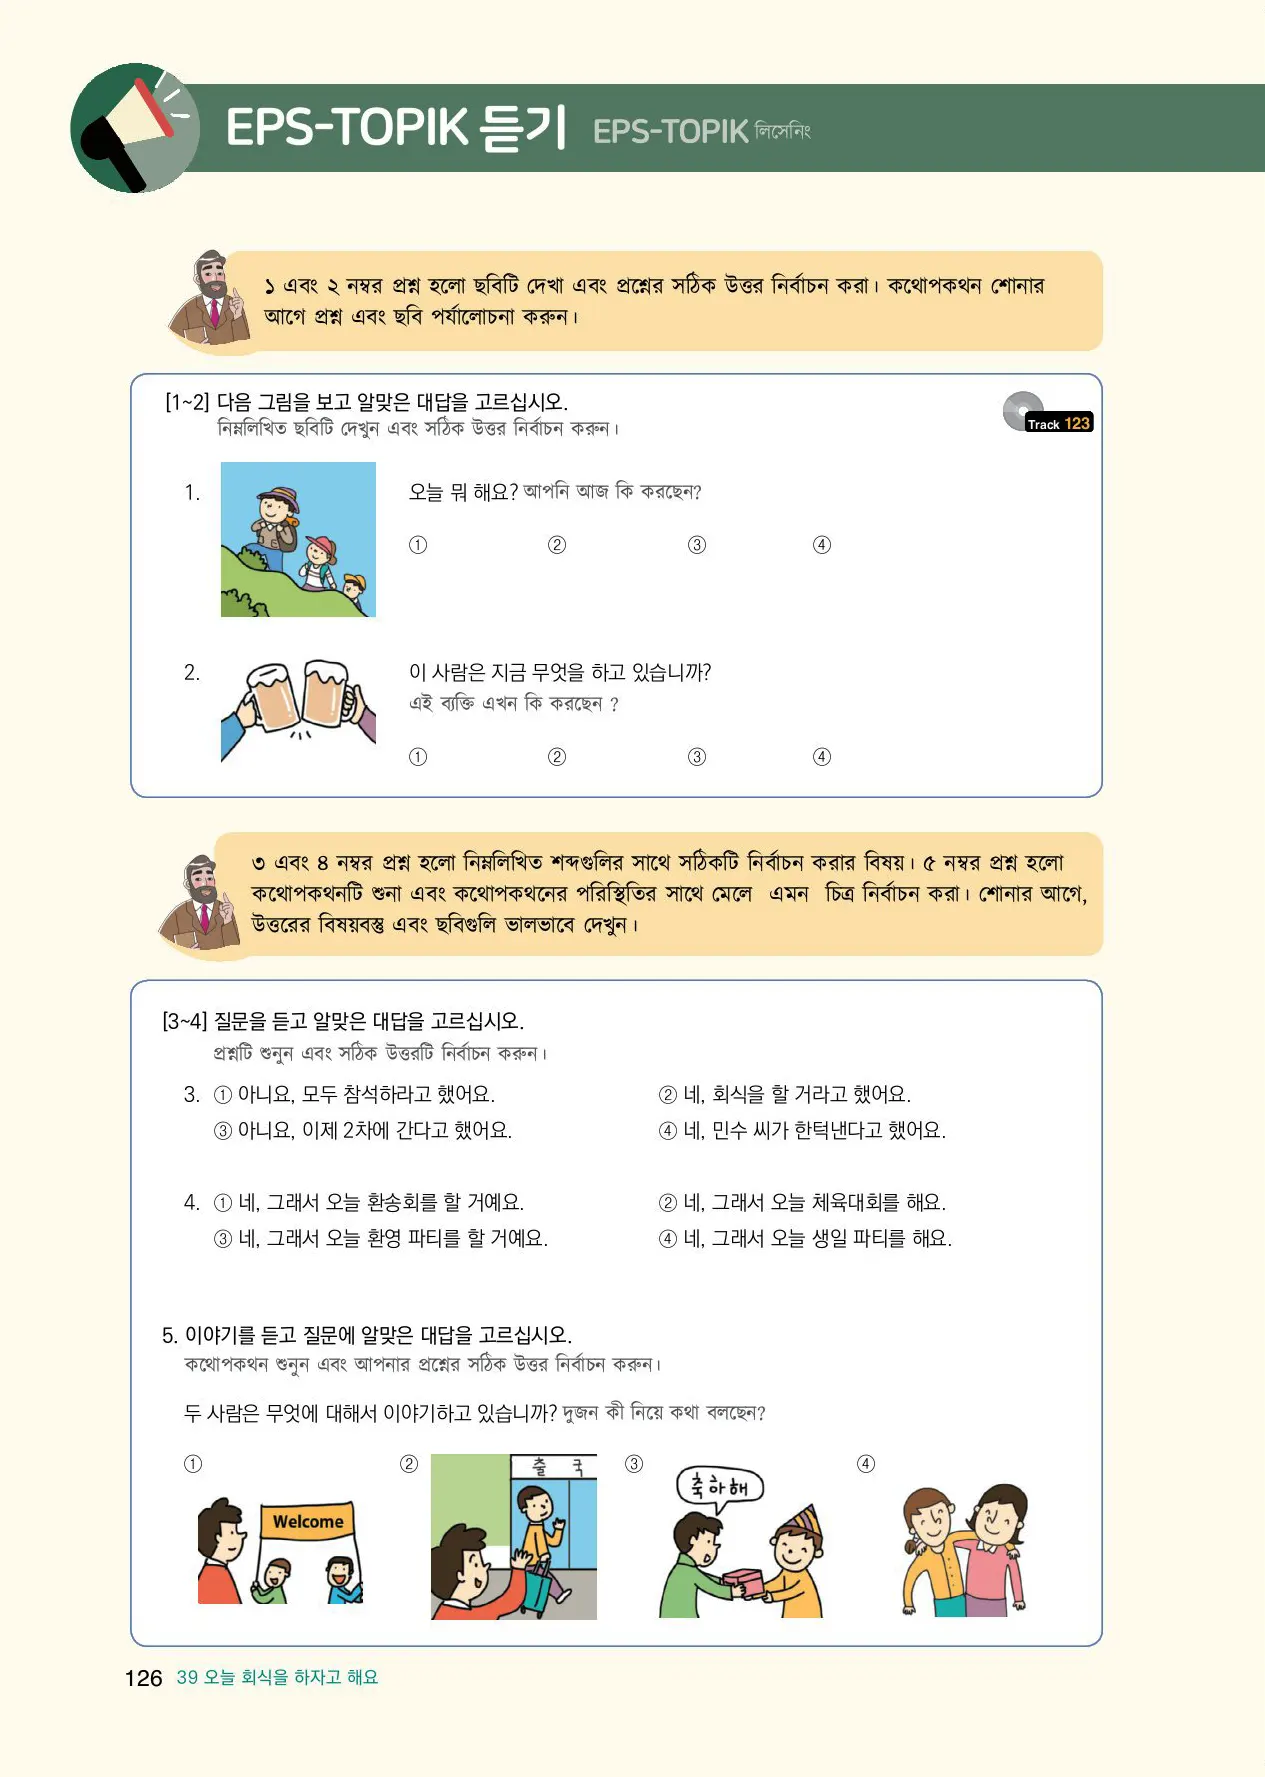 EPS-TOPIK 듣기 EPS-TOPIK লিসেনিং
১ এবং ২ নম্বর প্রশ্ন হলো ছবিটি দেখা এবং প্রশ্নের সঠিক উত্তর নির্বাচন করা। কথোপকথন শোনার
আগে প্রশ্ন এবং ছবি পর্যালোচনা করুন।
[1~2] 다음 그림을 보고 알맞은 대답을 고르십시오.
নিম্নলিখিত ছবিটি দেখুন এবং সঠিক উত্তর নির্বাচন করুন।
Track 123
1. 오늘 뭐 해요? আপনি আজ কি করছেন?
① ② ③ ④
2. 이 사람은 지금 무엇을 하고 있습니까?
এই ব্যক্তি এখন কি করছেন ?
① ② ③ ④
৩ এবং ৪ নম্বর প্রশ্ন হলো নিম্নলিখিত শব্দগুলির সাথে সঠিকটি নির্বাচন করার বিষয়। ৫ নম্বর প্রশ্ন হলো
কথোপকথনটি শুনা এবং কথোপকথনের পরিস্থিতির সাথে মেলে এমন চিত্র নির্বাচন করা। শোনার আগে,
উত্তরের বিষয়বস্তু এবং ছবিগুলি ভালভাবে দেখুন।
[3~4] 질문을 듣고 알맞은 대답을 고르십시오.
প্রশ্নটি শুনুন এবং সঠিক উত্তরটি নির্বাচন করুন।
3. ① 아니요, 모두 참석하라고 했어요. ② 네, 회식을 할 거라고 했어요.
③ 아니요, 이제 2차에 간다고 했어요. ④ 네, 민수 씨가 한턱낸다고 했어요.
4. ① 네, 그래서 오늘 환송회를 할 거예요. ② 네, 그래서 오늘 체육대회를 해요.
③ 네, 그래서 오늘 환영 파티를 할 거예요. ④ 네, 그래서 오늘 생일 파티를 해요.
5. 이야기를 듣고 질문에 알맞은 대답을 고르십시오.
কথোপকথন শুনুন এবং আপনার প্রশ্নের সঠিক উত্তর নির্বাচন করুন।
두 사람은 무엇에 대해서 이야기하고 있습니까? দুজন কী নিয়ে কথা বলছেন?
① ② ③ ④
Welcome
출 국
축하해
126 39 오늘 회식을 하자고 해요